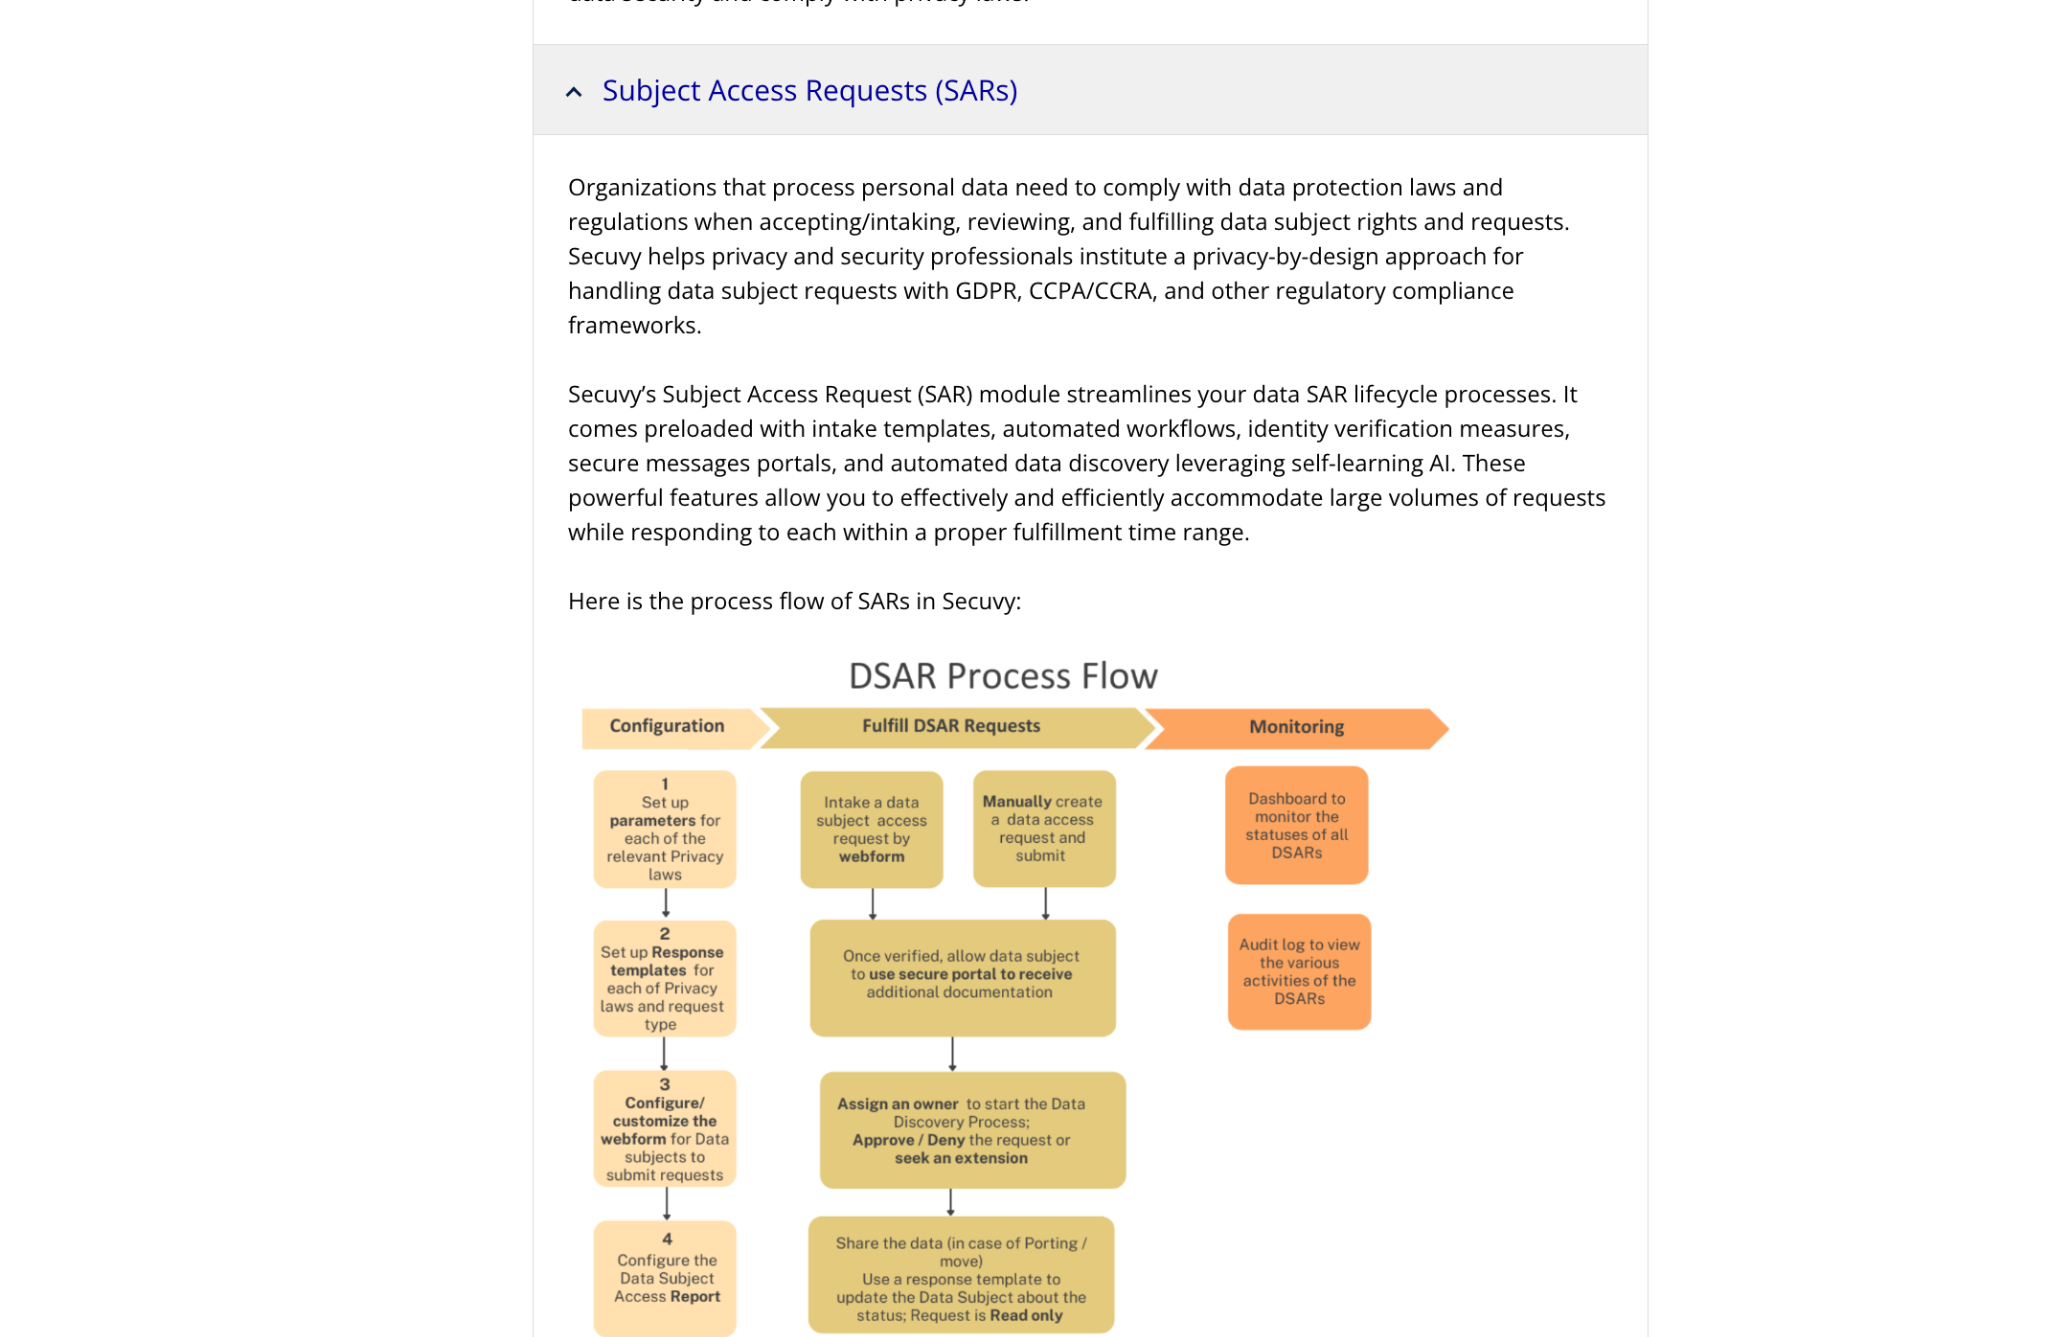 data security and comply with privacy laws.
Subject Access Requests (SARs)
Organizations that process personal data need to comply with data protection laws and
regulations when accepting/intaking, reviewing, and fulfilling data subject rights and requests.
Secuvy helps privacy and security professionals institute a privacy-by-design approach for
handling data subject requests with GDPR, CCPA/CCRA, and other regulatory compliance
frameworks.
Secuvy’s Subject Access Request (SAR) module streamlines your data SAR lifecycle processes. It
comes preloaded with intake templates, automated workflows, identity verification measures,
secure messages portals, and automated data discovery leveraging self-learning AI. These
powerful features allow you to effectively and efficiently accommodate large volumes of requests
while responding to each within a proper fulfillment time range.
Here is the process flow of SARs in Secuvy:
DSAR Process Flow
Configuration
Fulfill DSAR Requests
Monitoring
1
Set up
parameters for
each of the
relevant Privacy
laws
2
Set up Response
templates for
each of Privacy
laws and request
type
3
Configure/
customize the
webform for Data
subjects to
submit requests
4
Configure the
Data Subject
Access Report
Intake a data
subject access
request by
webform
Manually create
a data access
request and
submit
Once verified, allow data subject
to use secure portal to receive
additional documentation
Assign an owner to start the Data
Discovery Process;
Approve / Deny the request or
seek an extension
Share the data (in case of Porting /
move)
Use a response template to
update the Data Subject about the
status; Request is Read only
Dashboard to
monitor the
statuses of all
DSARs
Audit log to view
the various
activities of the
DSARs